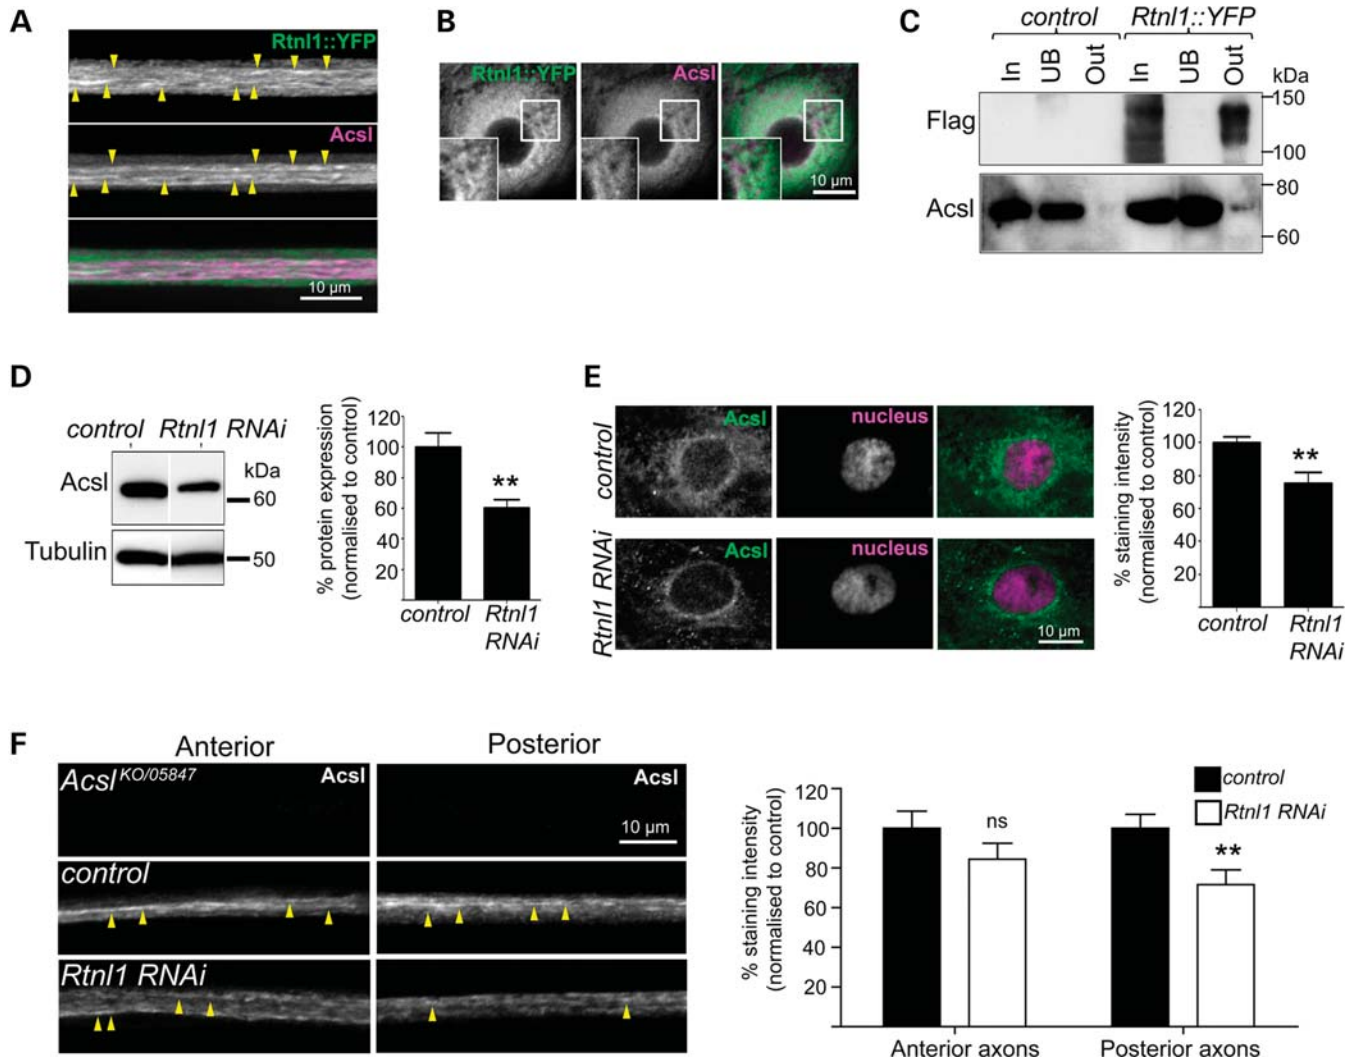 A
Rtnl1::YFP
Acsl
10 µm
B
Rtnl1::YFP
Acsl
10 µm
C
control
Rtnl1::YFP
In
UB
Out
In
UB
Out
kDa
Flag
150
100
Acsl
80
60
D
control
Rtnl1 RNAi
Acsl
kDa
60
Tubulin
50
% protein expression
(normalised to control)
120
100
80
60
40
20
control
Rtnl1
RNAi
**
E
control
Acsl
nucleus
Rtnl1 RNAi
Acsl
nucleus
10 µm
% staining intensity
(normalised to control)
120
100
80
60
40
20
**
control
Rtnl1
RNAi
F
Anterior
Posterior
Acsl KO/05847
Acsl
Acsl
10 µm
control
Rtnl1 RNAi
% staining intensity
(normalised to control)
120
100
80
60
40
20
ns
**
control
Rtnl1 RNAi
Anterior axons
Posterior axons